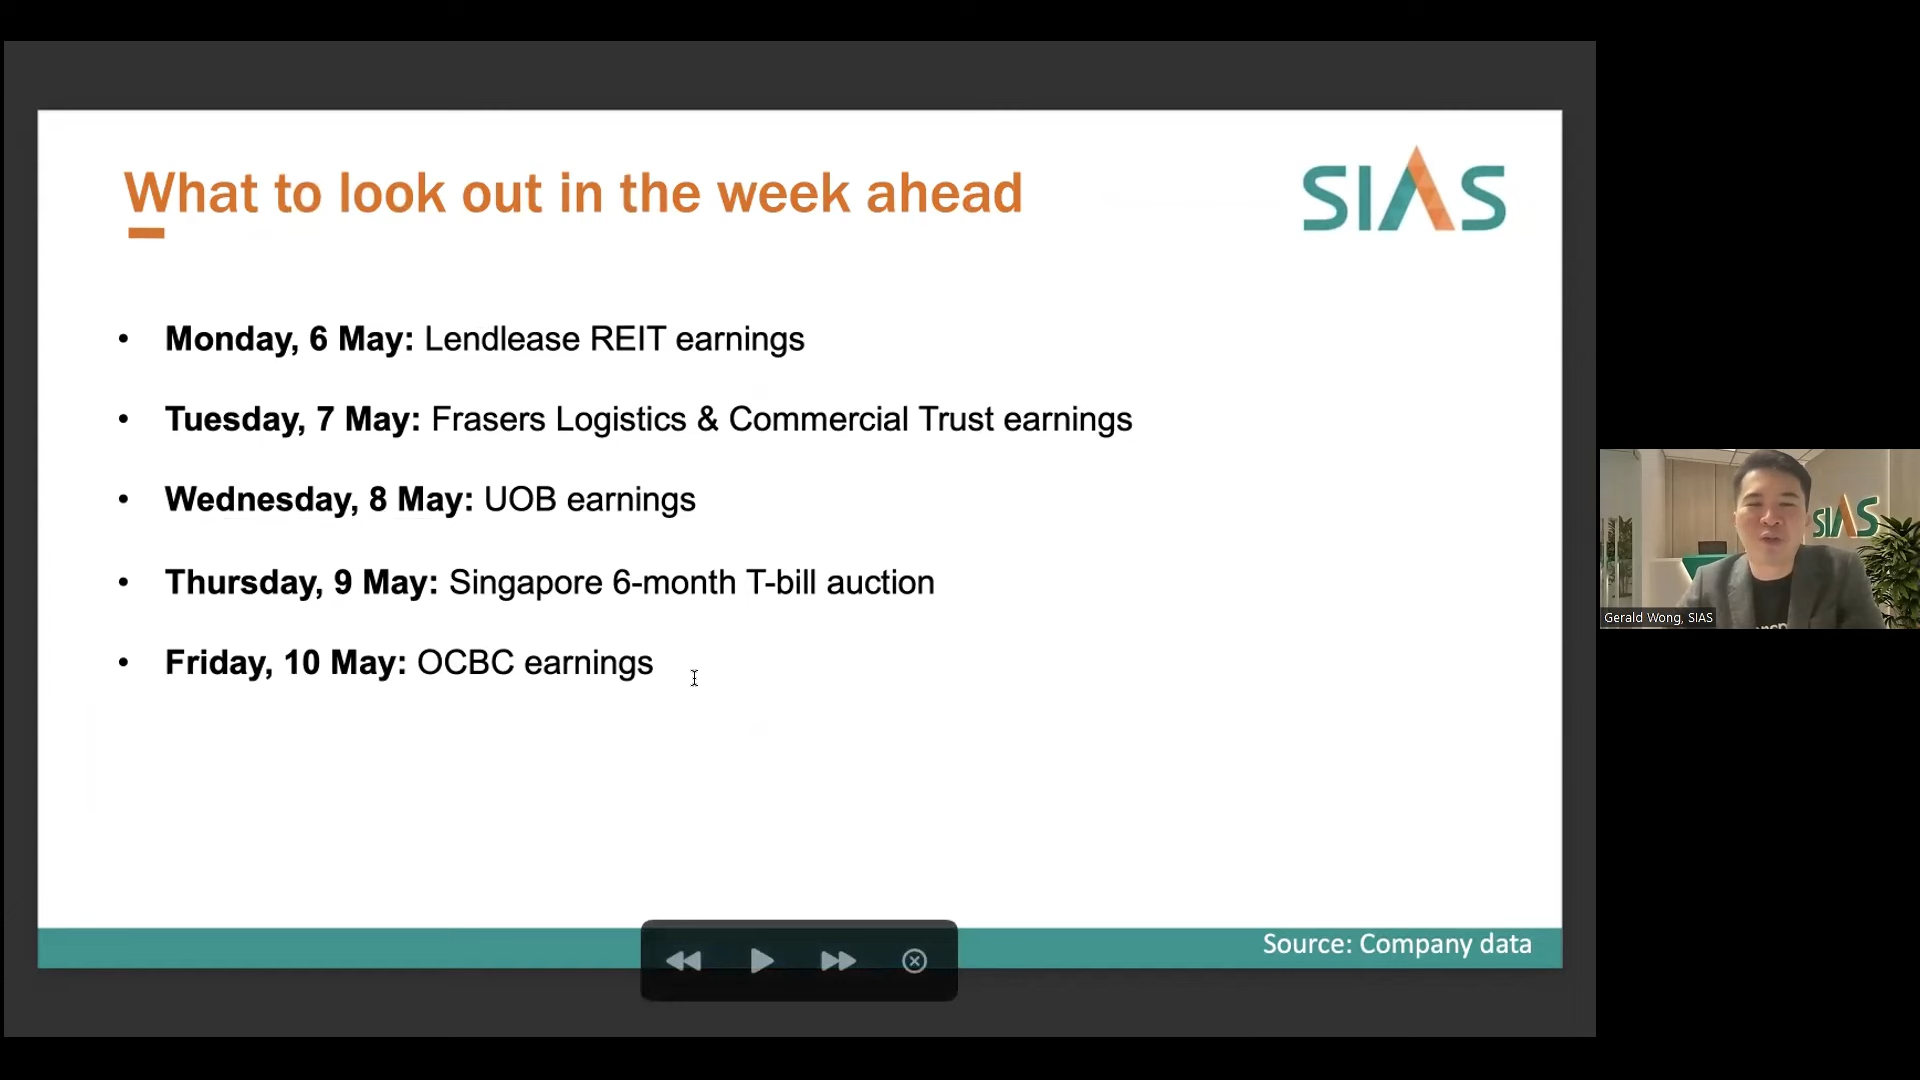 What to look out in the week ahead
SIAS
• Monday, 6 May: Lendlease REIT earnings
• Tuesday, 7 May: Frasers Logistics & Commercial Trust earnings
• Wednesday, 8 May: UOB earnings
• Thursday, 9 May: Singapore 6-month T-bill auction
• Friday, 10 May: OCBC earnings
Source: Company data
SIAS
Gerald Wong, SIAS